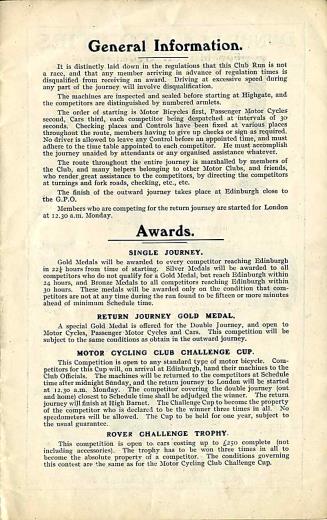 General Information.
It is distinctly laid down in the regulations that this Club Run is not
a race, and that any member arriving in advance of regulation times is
disqualified from receiving an award. Driving at excessive speed during
any part of the journey will involve disqualification.
The machines are inspected and sealed before starting at Highgate, and
the competitors are distinguished by numbered armlets.
The order of starting is Motor Bicycles first, Passenger Motor Cycles
second, Cars third, each competitor being despatched at intervals of 30
seconds. Checking places and Controls have been fixed at various places
throughout the route, members having to give up checks or sign as required.
No driver is allowed to leave any Control before an appointed time, and must
adhere to the time table appointed to each competitor. He must accomplish
the journey unaided by attendants or any organised assistance whatever.
The route throughout the entire journey is marshalled by members of
the Club, and many helpers belonging to other Motor Clubs, and friends,
who render great assistance to the competitors, by directing the competitors
at turnings and fork roads, checking, etc., etc.
The finish of the outward journey takes place at Edinburgh close to
the G.P.O.
Members who are competing for the return journey are started for London
at 12.30 a.m. Monday.
Awards.
SINGLE JOURNEY.
Gold Medals will be awarded to every competitor reaching Edinburgh
in 22½ hours from time of starting. Silver Medals will be awarded to all
competitors who do not qualify for a Gold Medal, but reach Edinburgh within
24 hours, and Bronze Medals to all competitors reaching Edinburgh within
30 hours. These medals will be awarded only on the condition that com-
petitors are not at any time during the run found to be fifteen or more minutes
ahead of minimum Schedule time.
RETURN JOURNEY GOLD MEDAL.
A special Gold Medal is offered for the Double Journey, and open to
Motor Cycles, Passenger Motor Cycles and Cars. This competition will be
subject to the same conditions as obtain in the outward journey.
MOTOR CYCLING CLUB CHALLENGE CUP.
This Competition is open to any standard type of motor bicycle. Com-
petitors for this Cup will, on arrival at Edinburgh, hand their machines to the
Club Officials. The machines will be returned to the competitors at Schedule
time after midnight Sunday, and the return journey to London will be started
at 12.30 a.m. Monday. The competitor covering the double journey (out
and home) closest to Schedule time shall be adjudged the winner. The return
journey will finish at High Barnet. The Challenge Cup to become the property
of the competitor who is declared to be the winner three times in all. No
speedometers will be allowed. The Cup to be held for one year, subject to
the usual guarantee.
ROVER CHALLENGE TROPHY.
This competition is open to cars costing up to £250 complete (not
including accessories). The trophy has to be won three times in all to
become the absolute property of a competitor. The conditions governing
this contest are the same as for the Motor Cycling Club Challenge Cup.